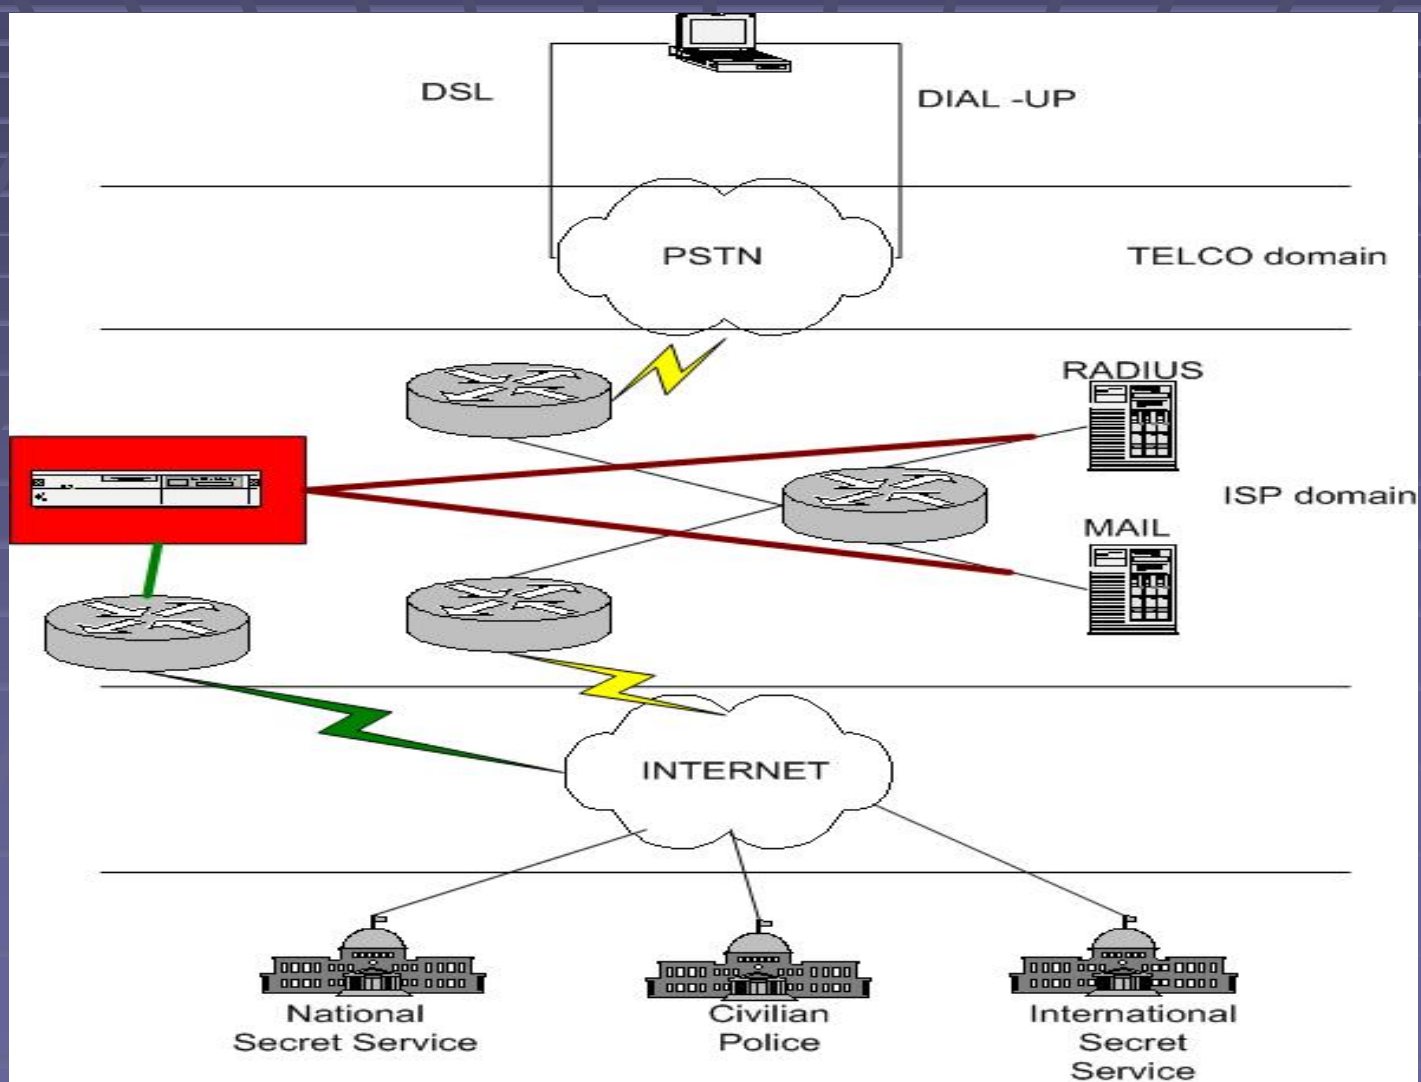 DSL
DIAL -UP
PSTN
TELCO domain
RADIUS
ISP domain
MAIL
INTERNET
National
Secret Service
Civilian
Police
International
Secret
Service